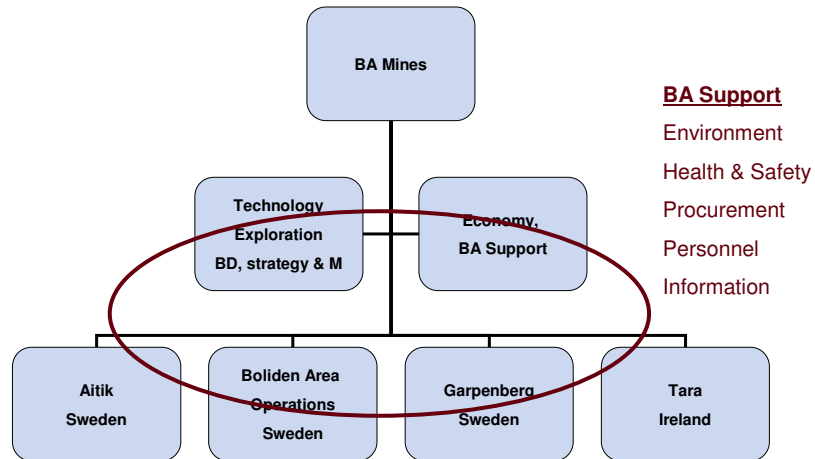 BA Mines
BA Support
Environment
Health & Safety
Procurement
Personnel
Information
Technology
Exploration
BD, strategy & M
Economy,
BA Support
Aitik
Sweden
Boliden Area
Operations
Sweden
Garpenberg
Sweden
Tara
Ireland